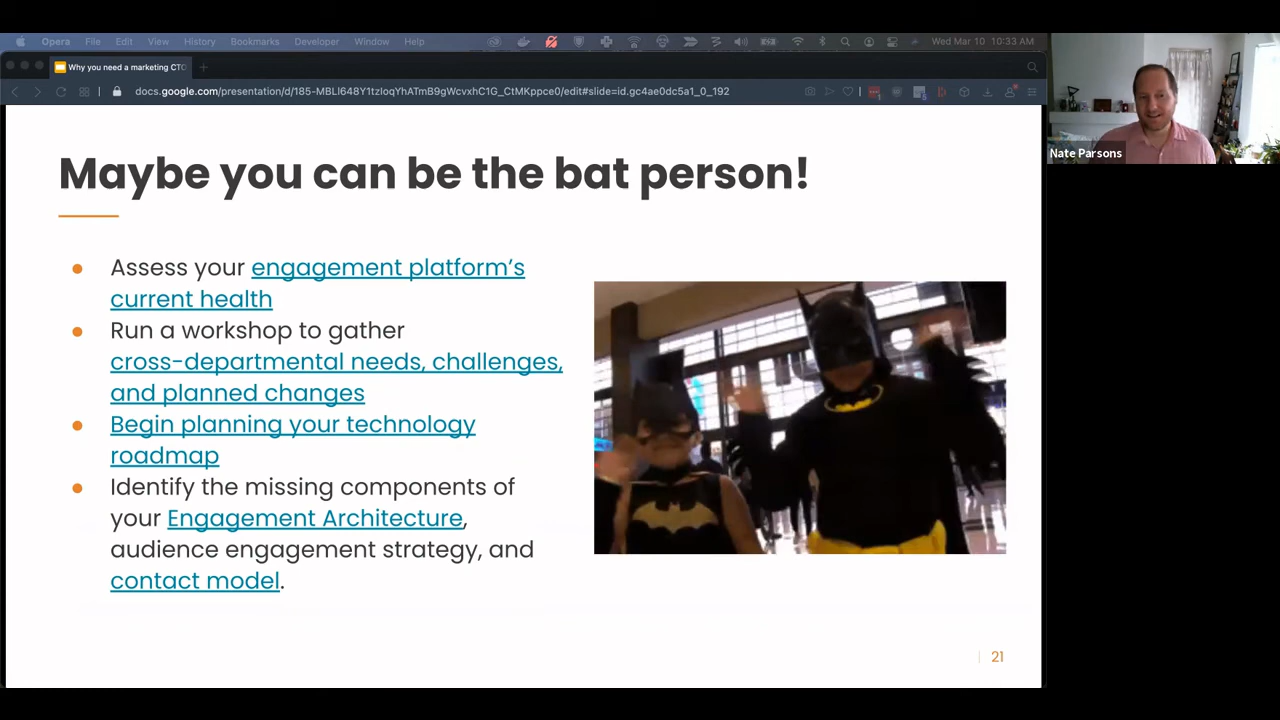 Opera File Edit View History Bookmarks Developer Window Help Wed Mar 10 10:33 AM
Why you need a marketing CTO
docs.google.com/presentation/d/185-MBLl648Y1tzIoqYhATmB9gWcvxhC1G_CtMKppce0/edit#slide=id.gc4ae0dc5a1_0_192
Nate Parsons
Maybe you can be the bat person!
● Assess your engagement platform’s
current health
● Run a workshop to gather
cross-departmental needs, challenges,
and planned changes
● Begin planning your technology
roadmap
● Identify the missing components of
your Engagement Architecture,
audience engagement strategy, and
contact model.
21